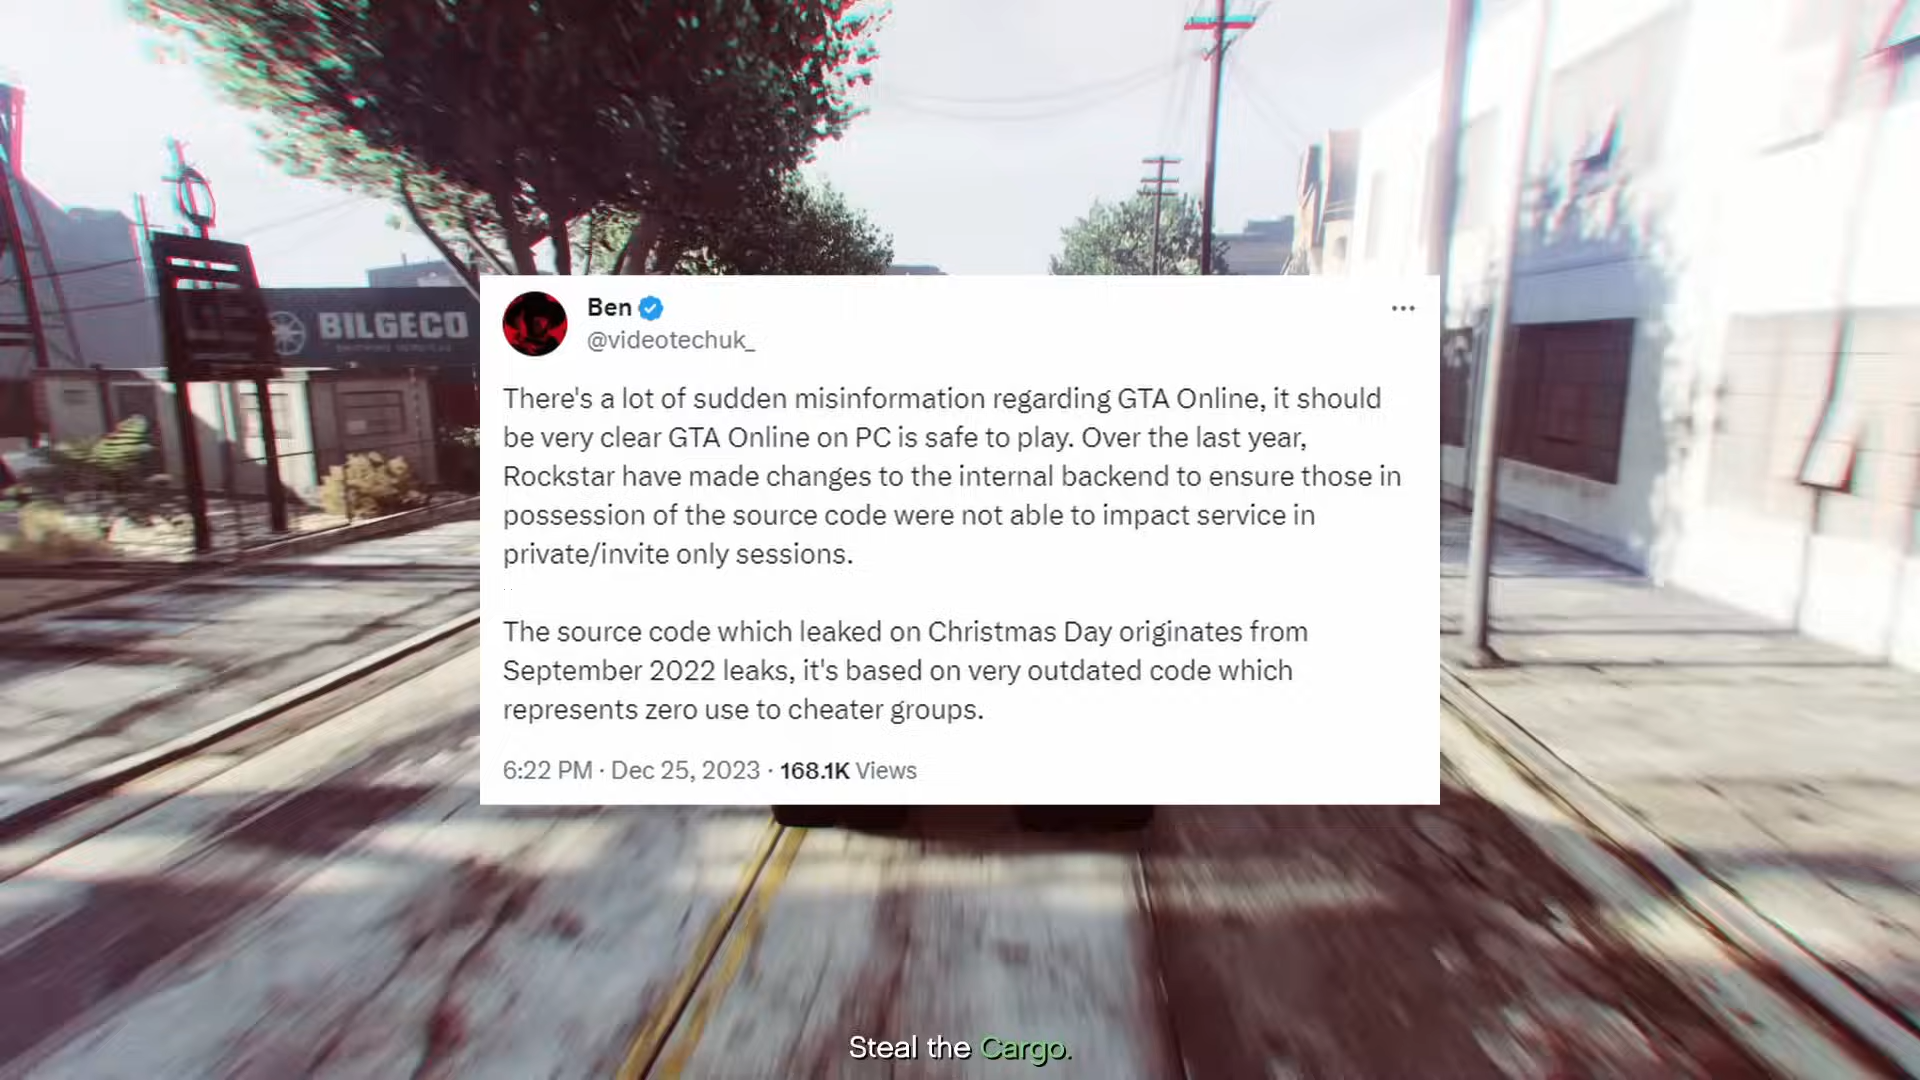 BILGECO
Ben
@videotechuk_
There's a lot of sudden misinformation regarding GTA Online, it should
be very clear GTA Online on PC is safe to play. Over the last year,
Rockstar have made changes to the internal backend to ensure those in
possession of the source code were not able to impact service in
private/invite only sessions.
The source code which leaked on Christmas Day originates from
September 2022 leaks, it's based on very outdated code which
represents zero use to cheater groups.
6:22 PM · Dec 25, 2023 · 168.1K Views
Steal the Cargo.